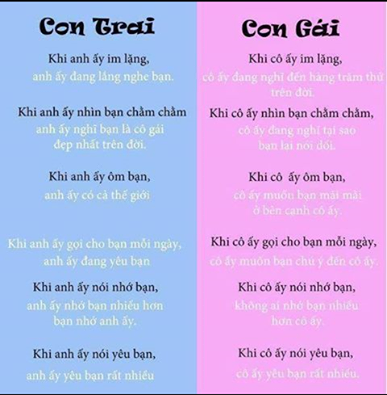 Con Trai
Khi anh ấy im lặng,
anh ấy đang lắng nghe bạn.
Khi anh ấy nhìn bạn chằm chằm
anh ấy nghĩ bạn là cô gái
đẹp nhất trên đời.
Khi anh ấy ôm bạn,
anh ấy có cả thế giới
Khi anh ấy gọi cho bạn mỗi ngày,
anh ấy đang yêu bạn
Khi anh ấy nói nhớ bạn,
anh ấy nhớ bạn nhiều hơn
bạn nhớ anh ấy.
Khi anh ấy nói yêu bạn,
anh ấy yêu bạn rất nhiều
Con Gái
Khi cô ấy im lặng,
cô ấy đang nghĩ đến hàng trăm thứ
trên đời.
Khi cô ấy nhìn bạn chằm chằm,
cô ấy đang nghĩ tại sao
bạn lại nói dối.
Khi cô ấy ôm bạn,
cô ấy muốn bạn mãi mãi
ở bên cạnh cô ấy.
Khi cô ấy gọi cho bạn mỗi ngày,
cô ấy muốn bạn chú ý đến cô ấy.
Khi cô ấy nói nhớ bạn,
không ai nhớ bạn nhiều
hơn cô ấy.
Khi cô ấy nói yêu bạn,
cô ấy yêu bạn rất nhiều.